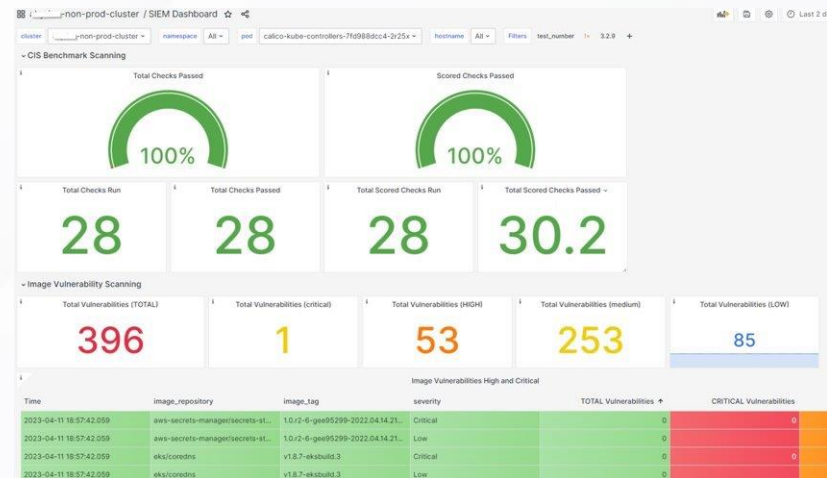 -non-prod-cluster / SIEM Dashboard
Last 2 d
cluster -non-prod-cluster namespace All pod calico-kube-controllers-7fd988dcc4-2r25x hostname All Filters test_number != 3.2.9 +
CIS Benchmark Scanning
Total Checks Passed
100%
Scored Checks Passed
100%
Total Checks Run
28
Total Checks Passed
28
Total Scored Checks Run
28
Total Scored Checks Passed
30.2
Image Vulnerability Scanning
Total Vulnerabilities (TOTAL)
396
Total Vulnerabilities (critical)
1
Total Vulnerabilities (HIGH)
53
Total Vulnerabilities (medium)
253
Total Vulnerabilities (LOW)
85
Image Vulnerabilities High and Critical
Time image_repository image_tag severity TOTAL Vulnerabilities ↑ CRITICAL Vulnerabilities
2023-04-11 18:57:42.059 aws-secrets-manager/secrets-st... 1.0.r2-6-gee95299-2022.04.14.21... Critical 0 0
2023-04-11 18:57:42.059 aws-secrets-manager/secrets-st... 1.0.r2-6-gee95299-2022.04.14.21... Low 0
2023-04-11 18:57:42.059 eks/coredns v1.8.7-eksbuild.3 Critical 0 0
2023-04-11 18:57:42.059 eks/coredns v1.8.7-eksbuild.3 Low 0